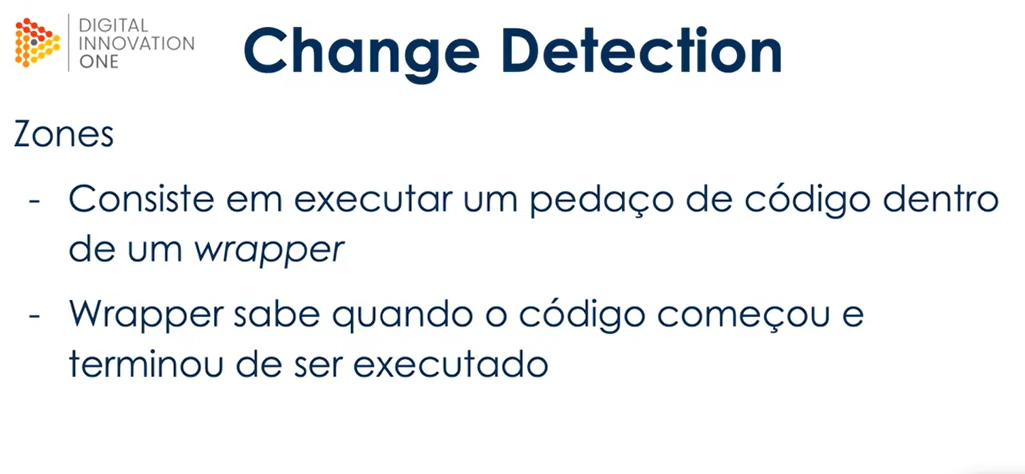 DIGITAL
INNOVATION
ONE
Change Detection
Zones
- Consiste em executar um pedaço de código dentro
de um wrapper
- Wrapper sabe quando o código começou e
terminou de ser executado